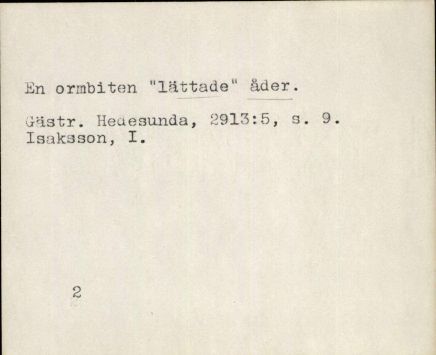 En ormbiten "lättade" åder.
Gästr. Hedesunda, 2913:5, s. 9.
Isaksson, I.
2